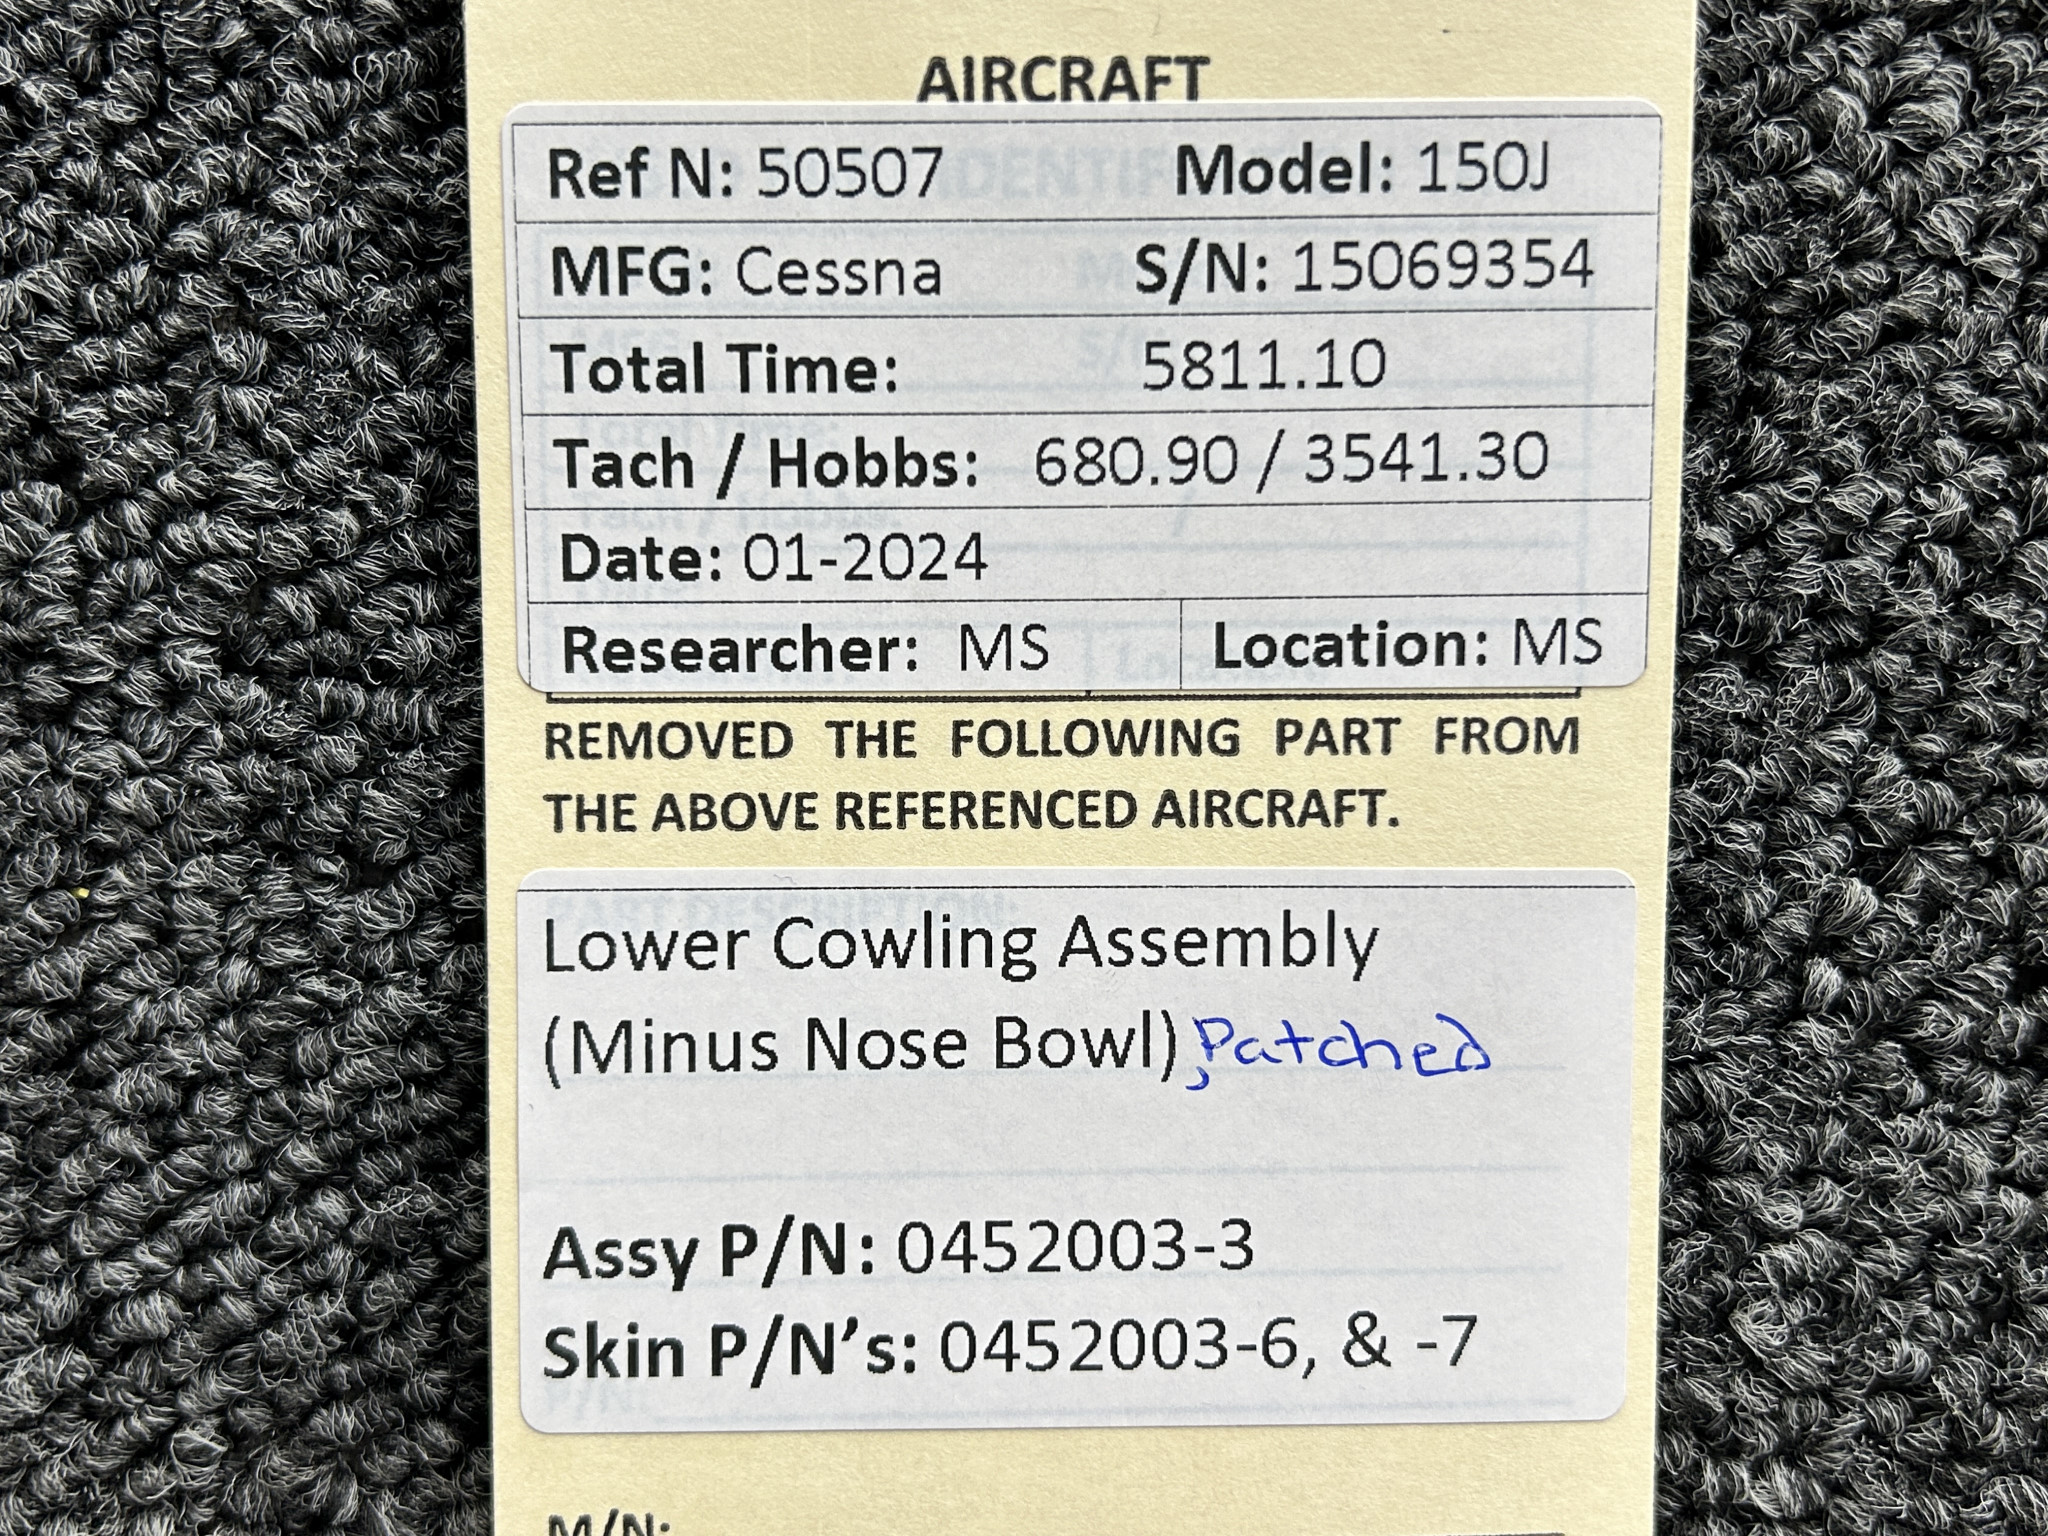 AIRCRAFT
Ref N: 50507 Model: 150J
MFG: Cessna S/N: 15069354
Total Time: 5811.10
Tach / Hobbs: 680.90 / 3541.30
Date: 01-2024
Researcher: MS Location: MS
REMOVED THE FOLLOWING PART FROM
THE ABOVE REFERENCED AIRCRAFT.
Lower Cowling Assembly
(Minus Nose Bowl), Patched
Assy P/N: 0452003-3
Skin P/N's: 0452003-6, & -7
M/N: